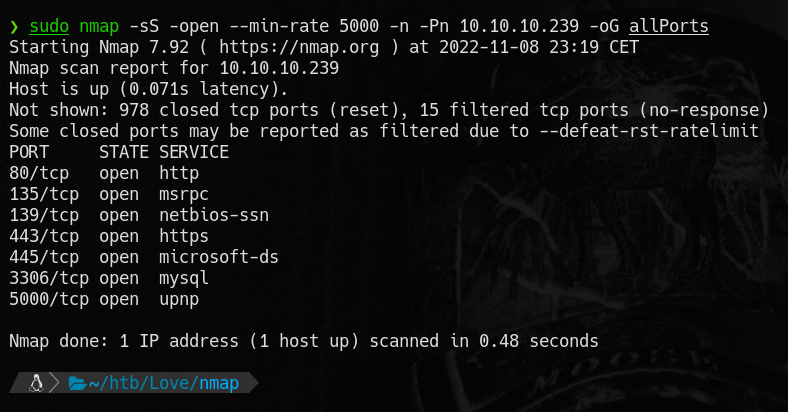 ❯ sudo nmap -sS -open --min-rate 5000 -n -Pn 10.10.10.239 -oG allPorts
Starting Nmap 7.92 ( https://nmap.org ) at 2022-11-08 23:19 CET
Nmap scan report for 10.10.10.239
Host is up (0.071s latency).
Not shown: 978 closed tcp ports (reset), 15 filtered tcp ports (no-response)
Some closed ports may be reported as filtered due to --defeat-rst-ratelimit
PORT     STATE SERVICE
80/tcp   open  http
135/tcp  open  msrpc
139/tcp  open  netbios-ssn
443/tcp  open  https
445/tcp  open  microsoft-ds
3306/tcp open  mysql
5000/tcp open  upnp
Nmap done: 1 IP address (1 host up) scanned in 0.48 seconds
~/htb/Love/nmap